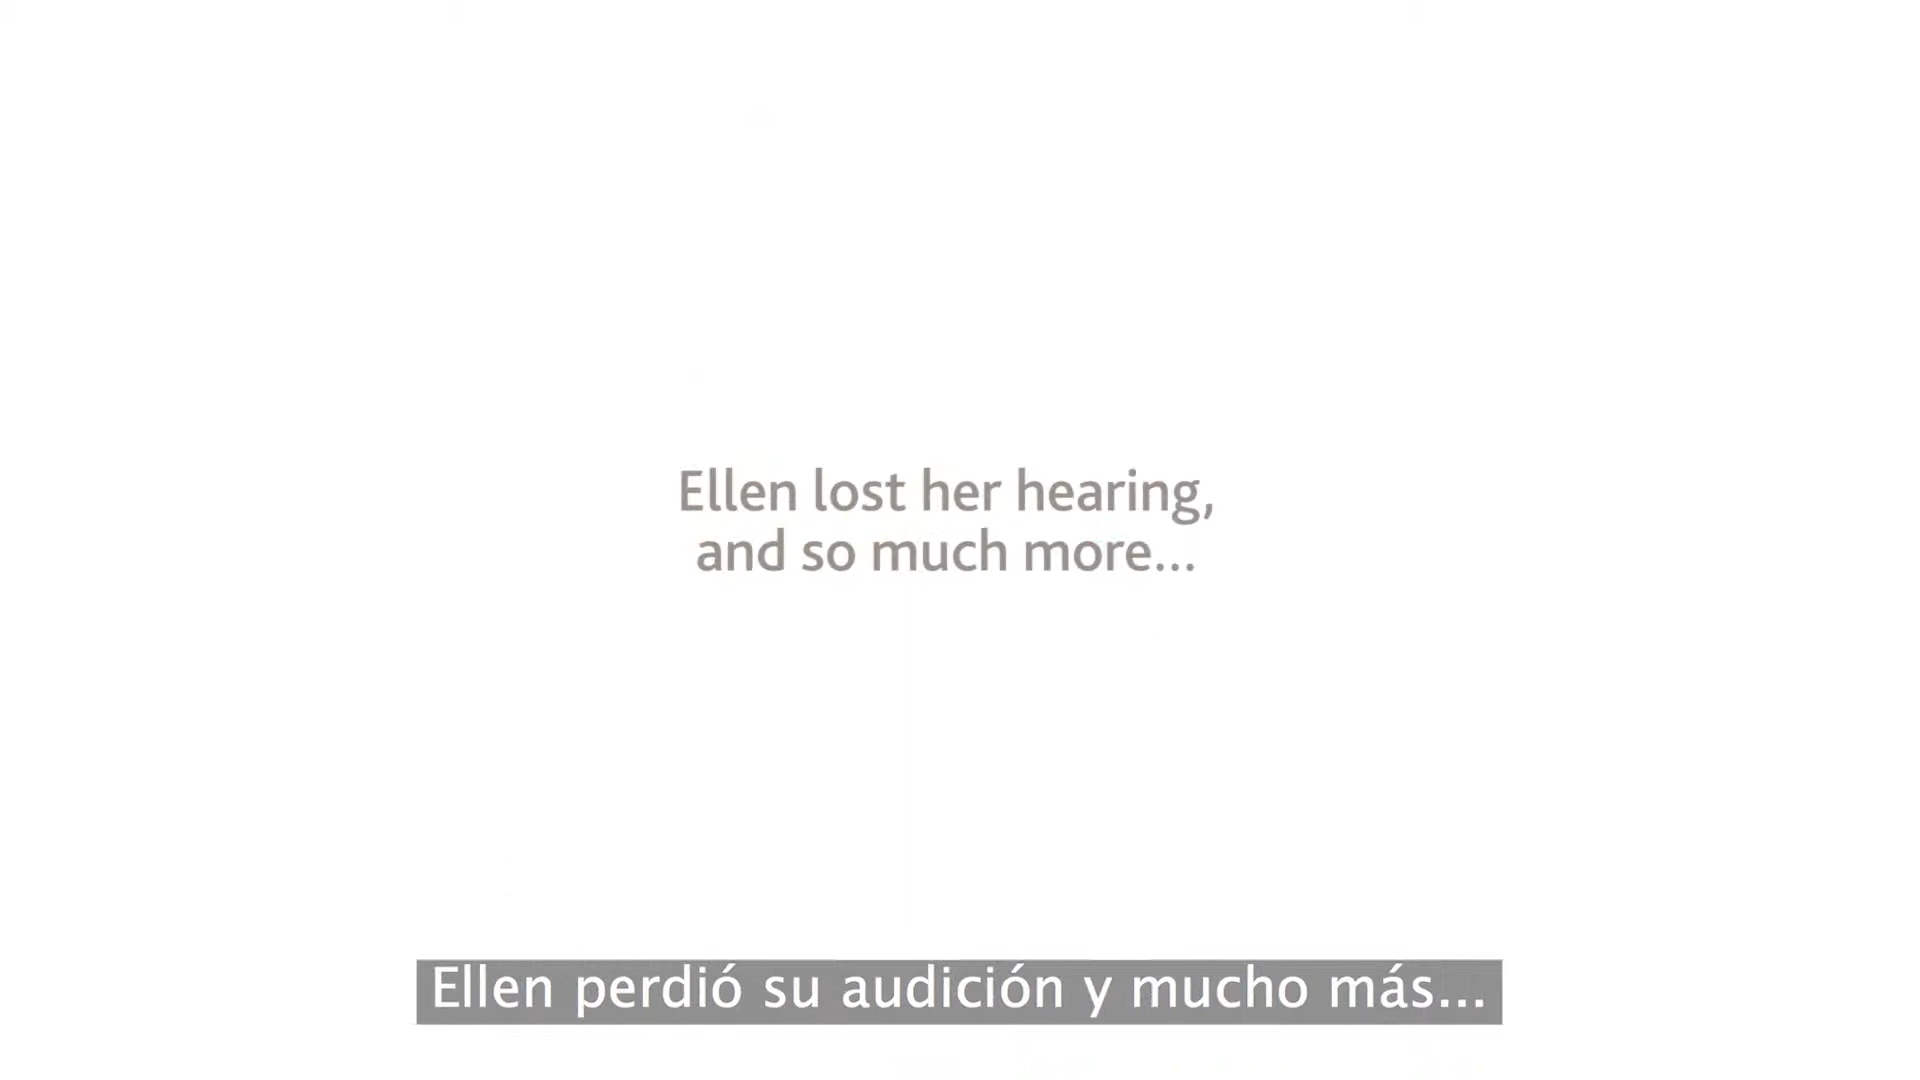 Ellen lost her hearing,
and so much more...
Ellen perdió su audición y mucho más...